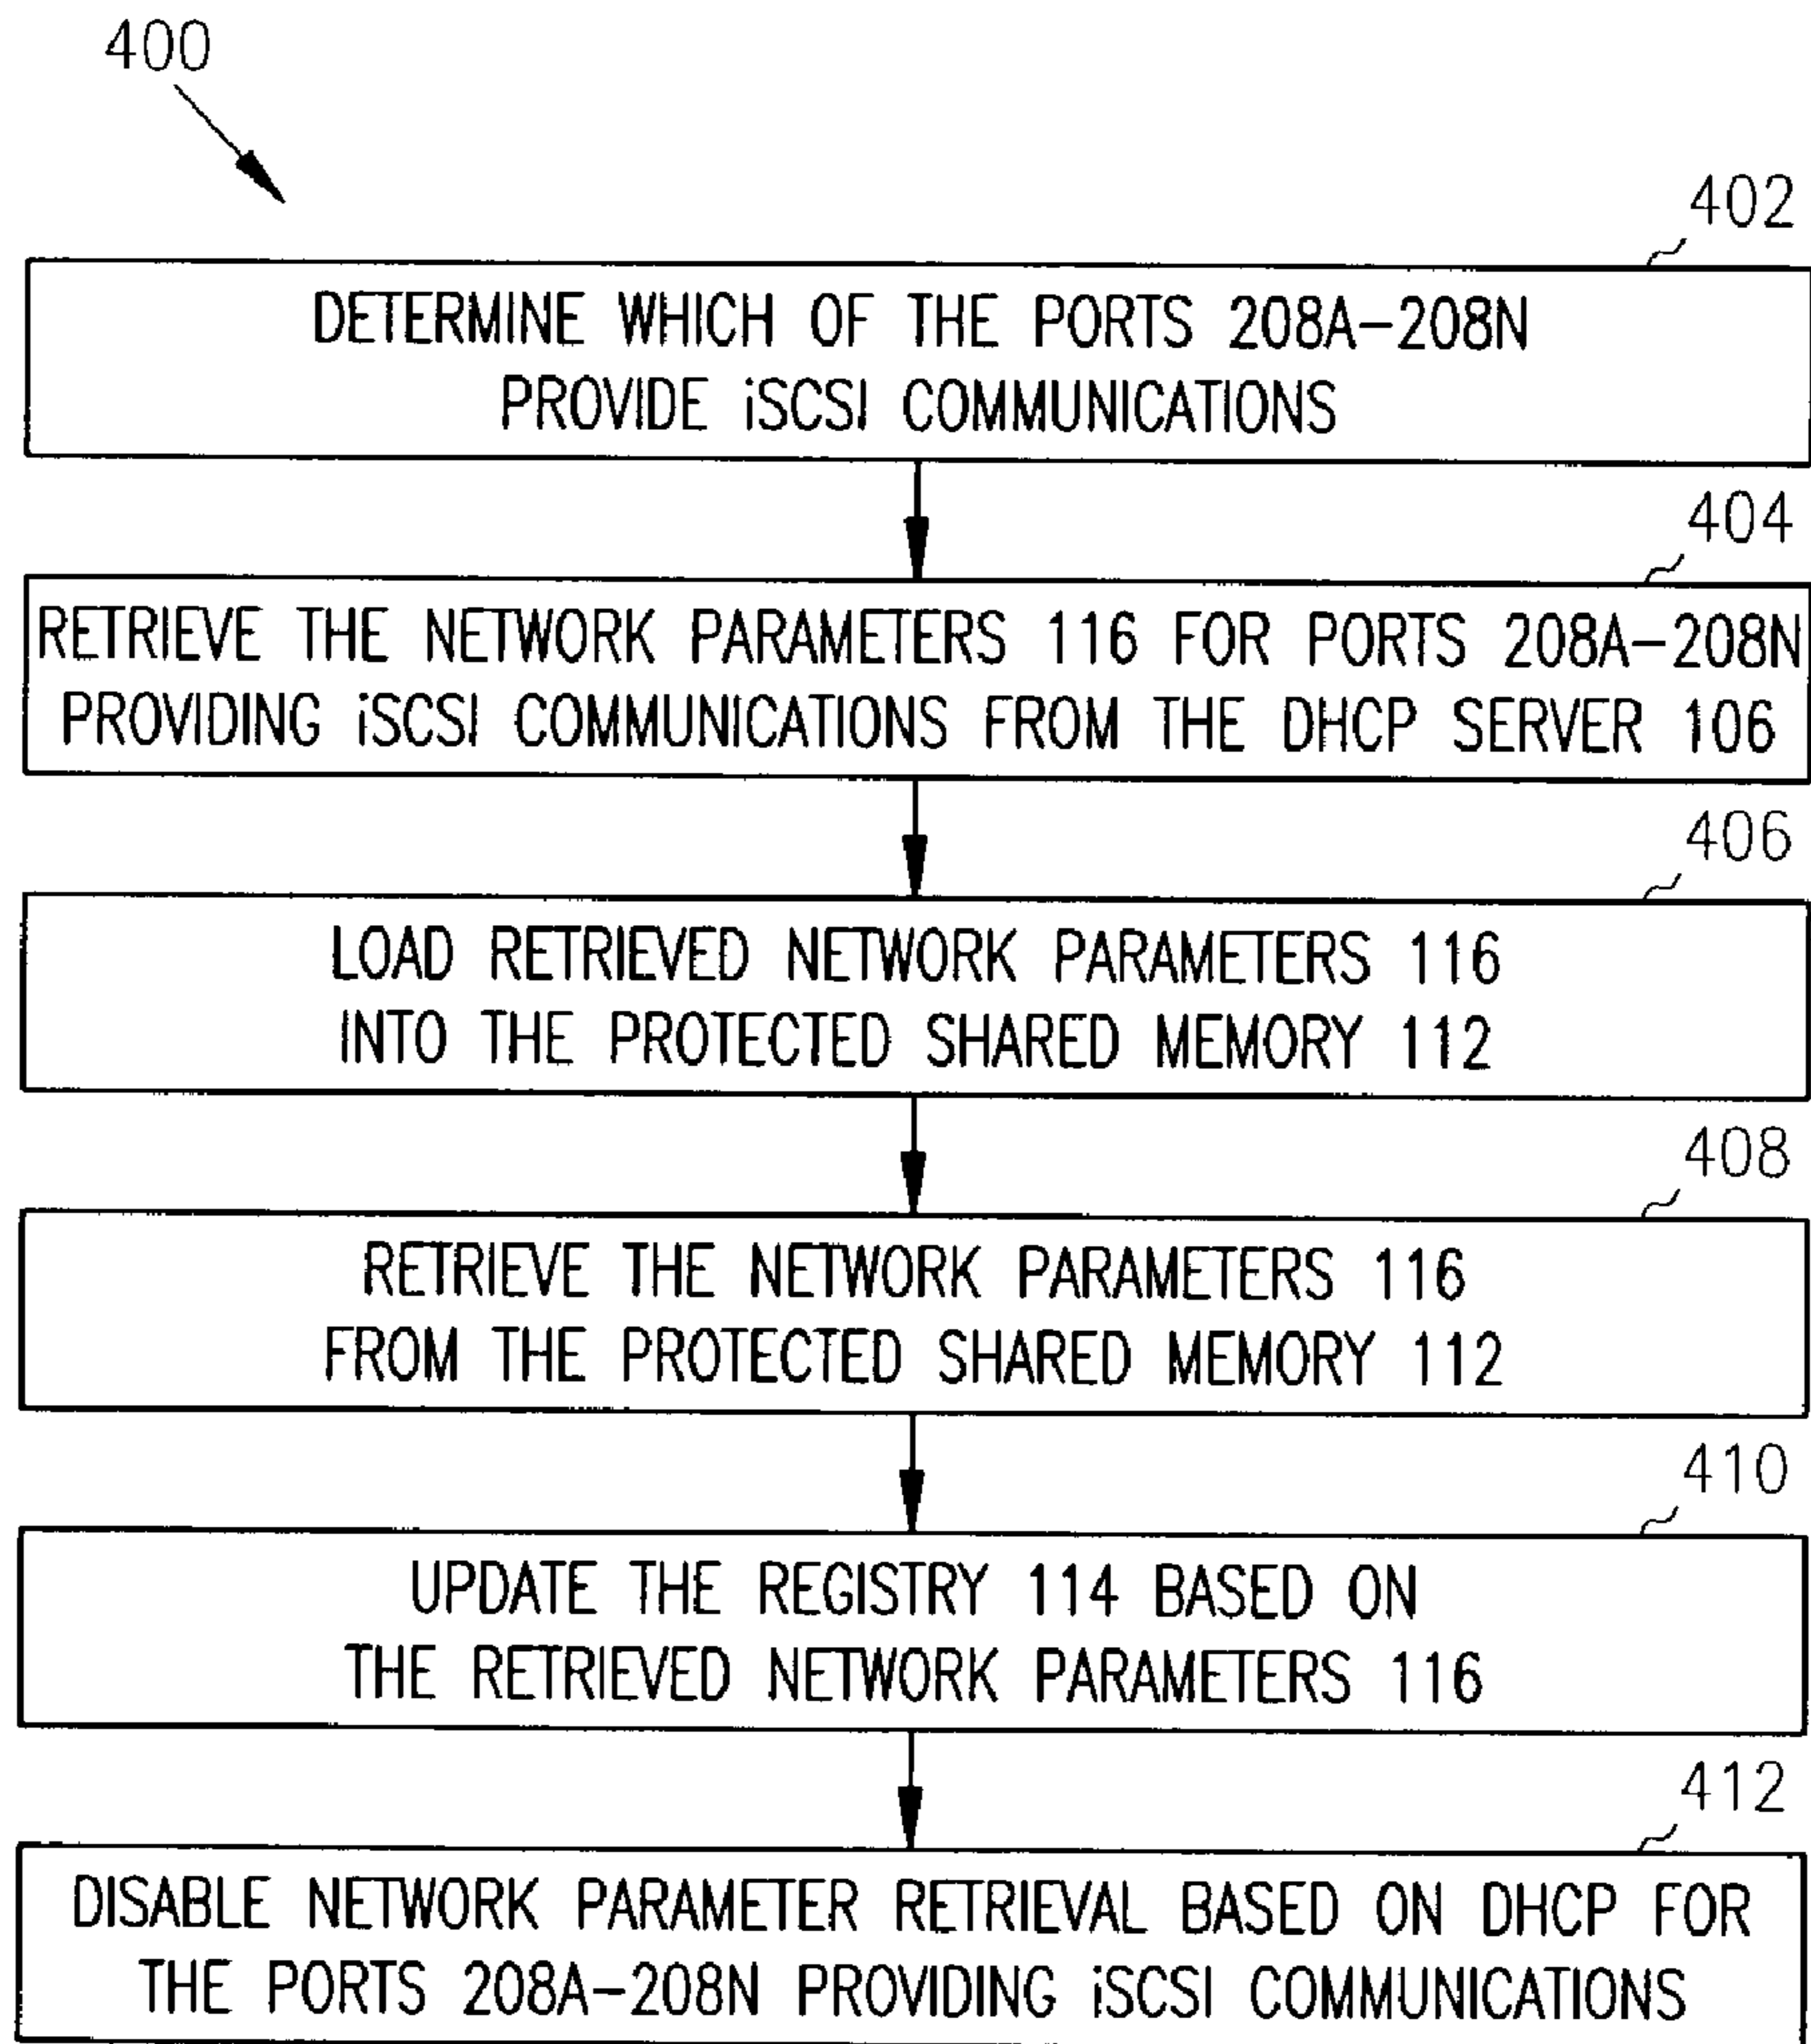 400
402
DETERMINE WHICH OF THE PORTS 208A-208N
PROVIDE iSCSI COMMUNICATIONS
404
RETRIEVE THE NETWORK PARAMETERS 116 FOR PORTS 208A-208N
PROVIDING iSCSI COMMUNICATIONS FROM THE DHCP SERVER 106
406
LOAD RETRIEVED NETWORK PARAMETERS 116
INTO THE PROTECTED SHARED MEMORY 112
408
RETRIEVE THE NETWORK PARAMETERS 116
FROM THE PROTECTED SHARED MEMORY 112
410
UPDATE THE REGISTRY 114 BASED ON
THE RETRIEVED NETWORK PARAMETERS 116
412
DISABLE NETWORK PARAMETER RETRIEVAL BASED ON DHCP FOR
THE PORTS 208A-208N PROVIDING iSCSI COMMUNICATIONS